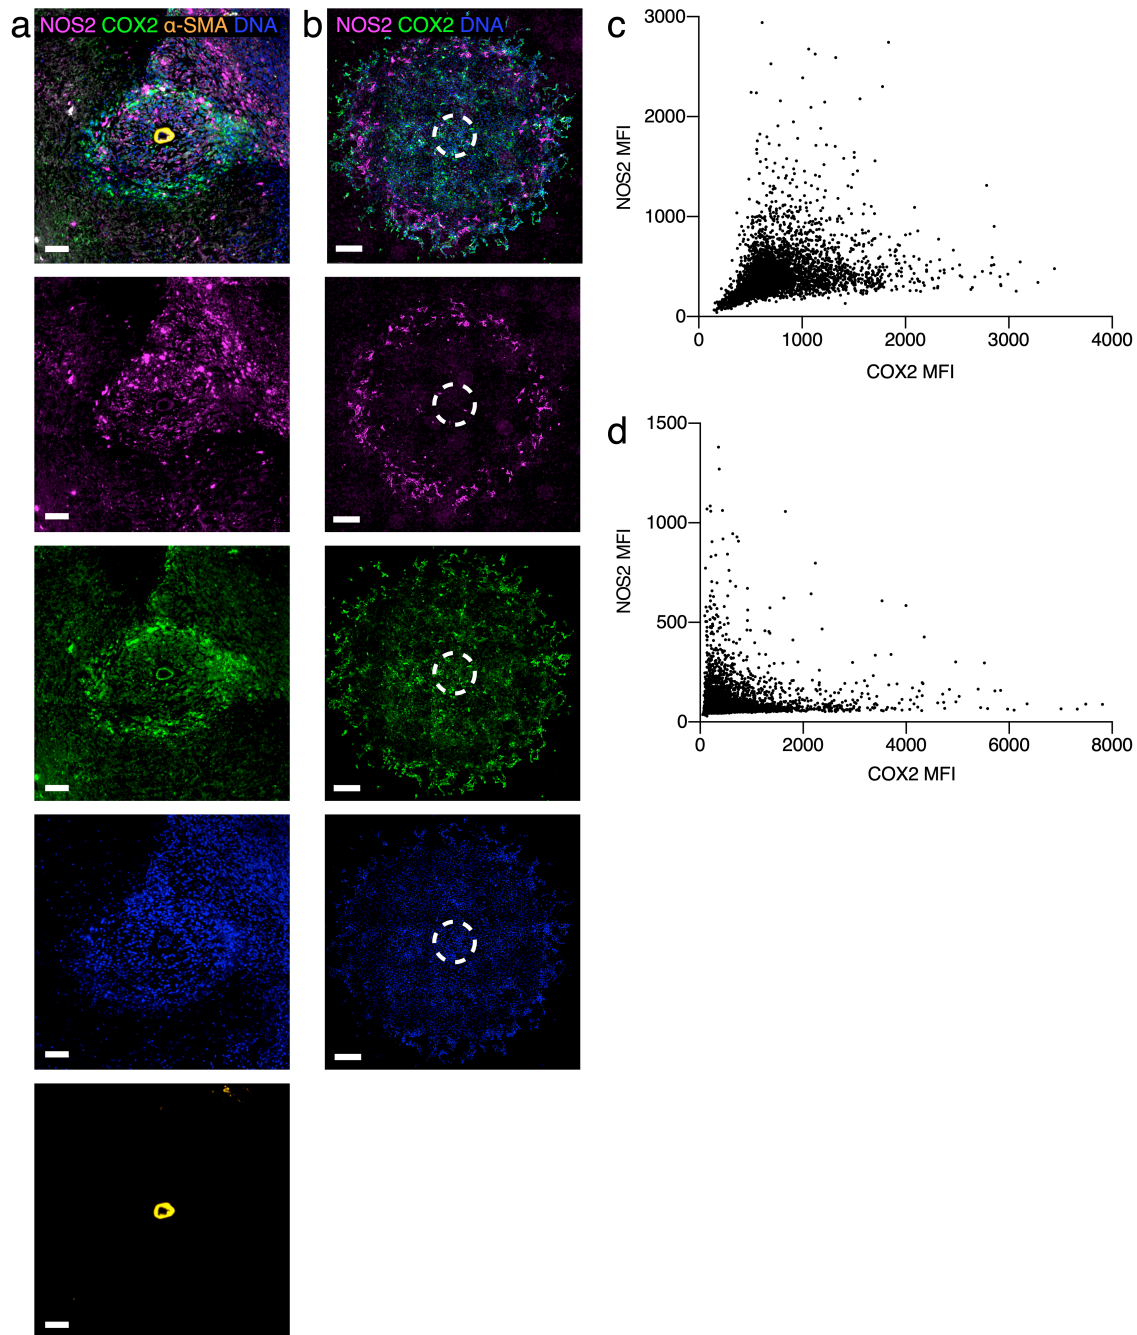 a
NOS2 COX2 α-SMA DNA
b
NOS2 COX2 DNA
c
3000
2000
1000
0
NOS2 MFI
0 1000 2000 3000 4000
COX2 MFI
d
1500
1000
500
0
NOS2 MFI
0 2000 4000 6000 8000
COX2 MFI